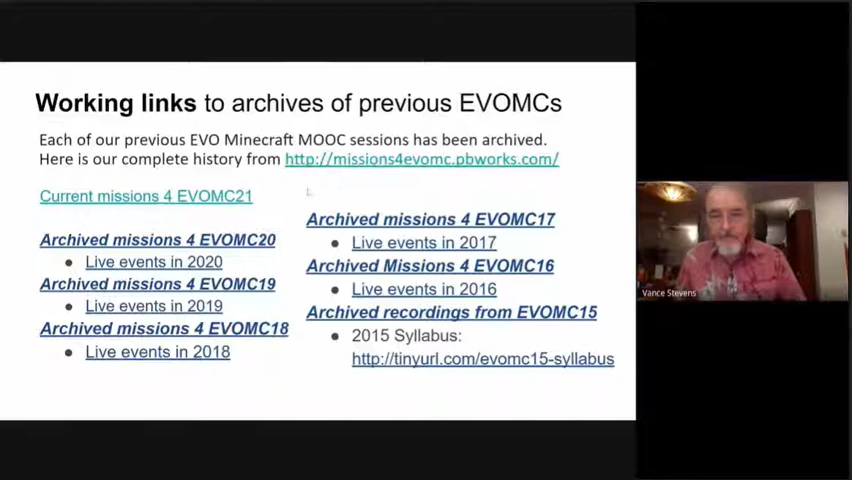 Working links to archives of previous EVOMCs
Each of our previous EVO Minecraft MOOC sessions has been archived.
Here is our complete history from http://missions4evomc.pbworks.com/
Current missions 4 EVOMC21
Archived missions 4 EVOMC20
● Live events in 2020
Archived missions 4 EVOMC19
● Live events in 2019
Archived missions 4 EVOMC18
● Live events in 2018
Archived missions 4 EVOMC17
● Live events in 2017
Archived Missions 4 EVOMC16
● Live events in 2016
Archived recordings from EVOMC15
● 2015 Syllabus:
http://tinyurl.com/evomc15-syllabus
Vance Stevens